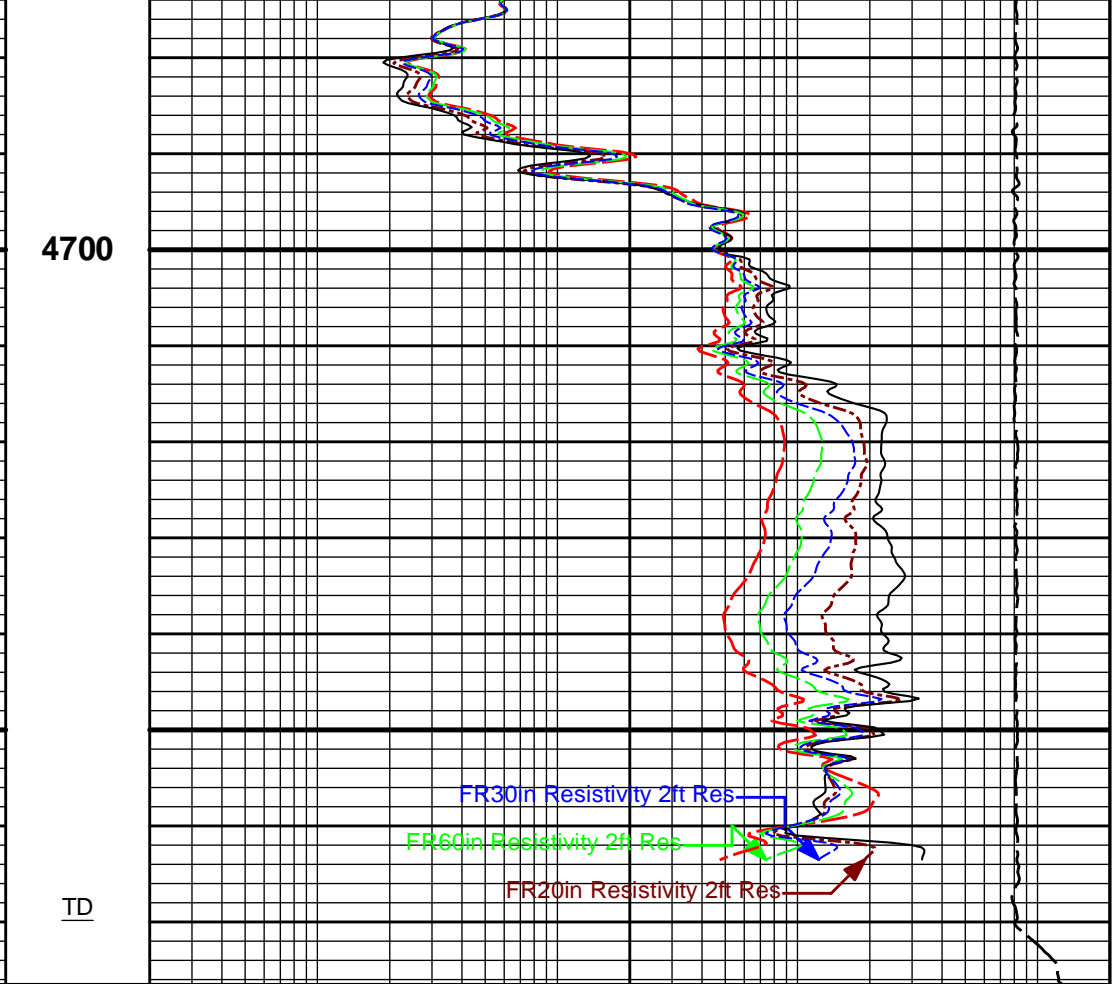 4700
FR30in Resistivity 2ft Res
FR60in Resistivity 2ft Res
FR20in Resistivity 2ft Res
TD